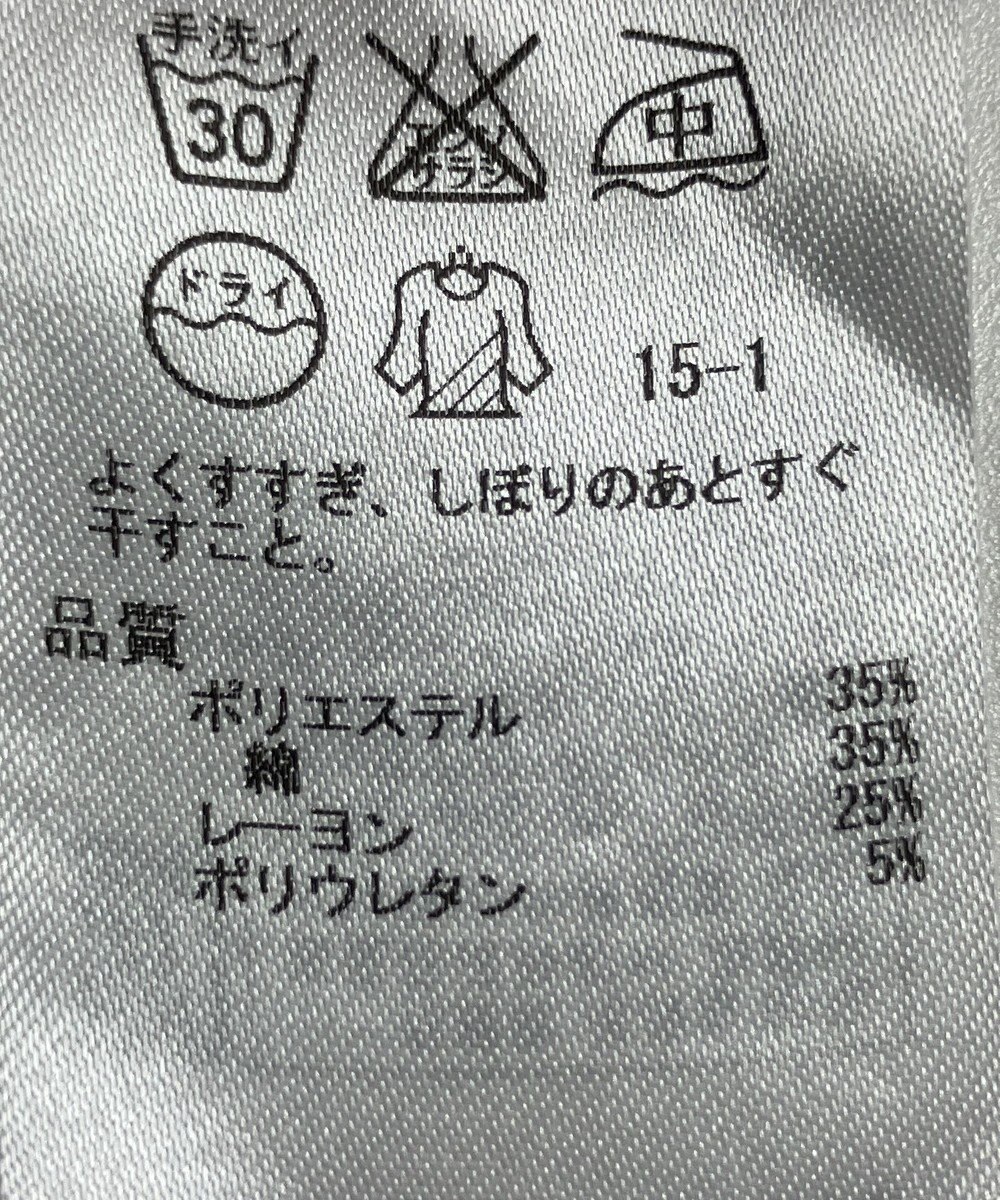 手洗イ
30
エンソ
サラシ
中
ドライ
15-1
よくすすぎ、しぼりのあとすぐ
干すこと。
品質
ポリエステル 35%
綿 35%
レーヨン 25%
ポリウレタン 5%